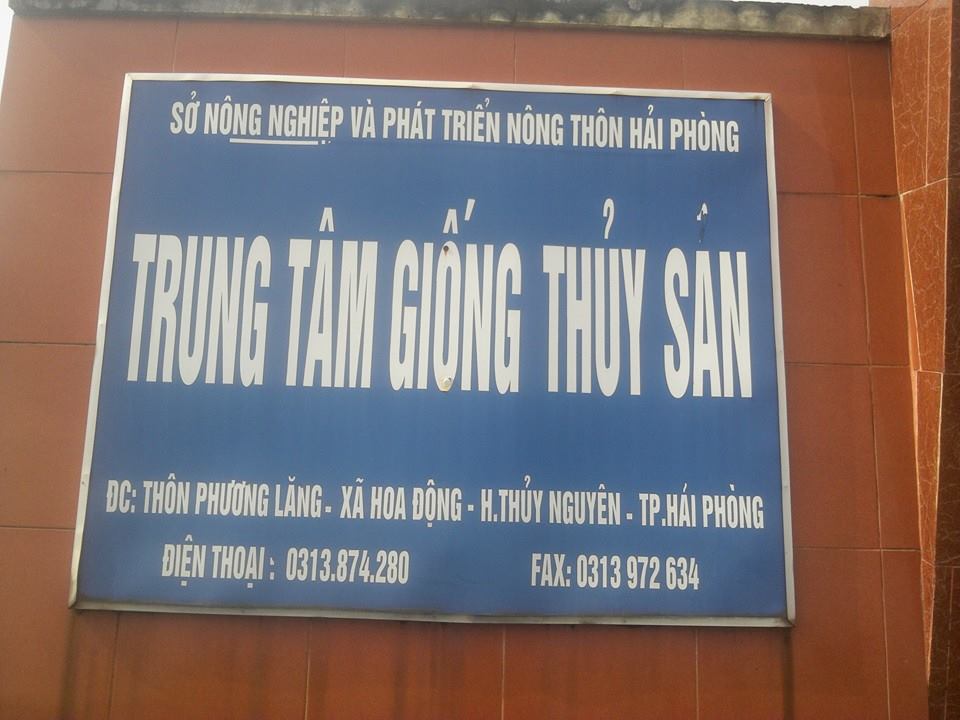 SỞ NÔNG NGHIỆP VÀ PHÁT TRIỂN NÔNG THÔN HẢI PHÒNG
TRUNG TÂM GIỐNG THỦY SẢN
ĐC: THÔN PHƯƠNG LĂNG - XÃ HOA ĐỘNG - H.THỦY NGUYÊN - TP.HẢI PHÒNG
ĐIỆN THOẠI : 0313.874.280 FAX: 0313 972 634